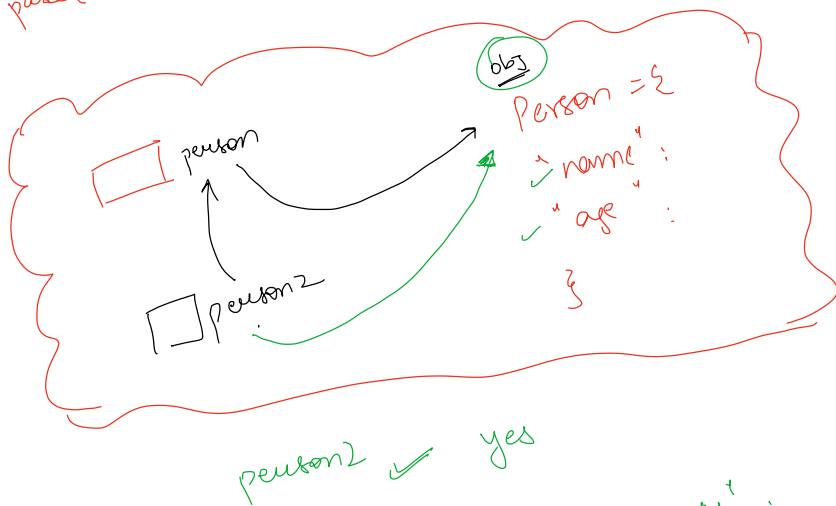 obj
Person = {
person
"name" :
"age" :
person2
}
person2 ✓ yes